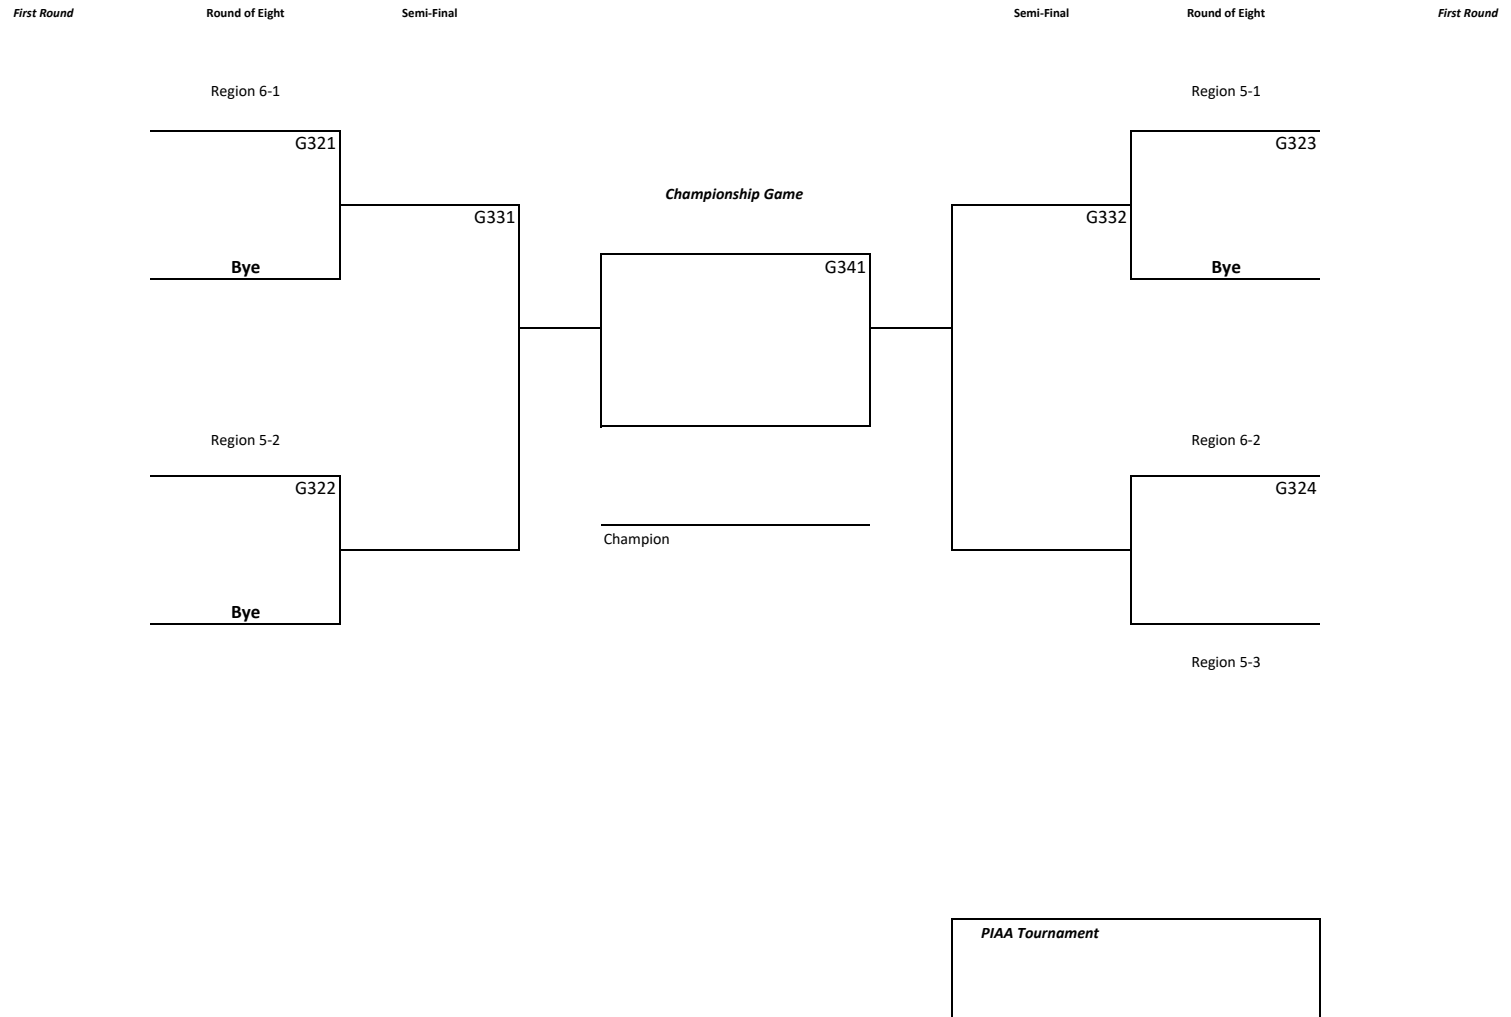 First Round Round of Eight Semi-Final Semi-Final Round of Eight First Round
Region 6-1 Region 5-1
G321 G323
Championship Game
G331 G332
Bye G341 Bye
Region 5-2 Region 6-2
G322 G324
Champion
Bye
Region 5-3
PIAA Tournament